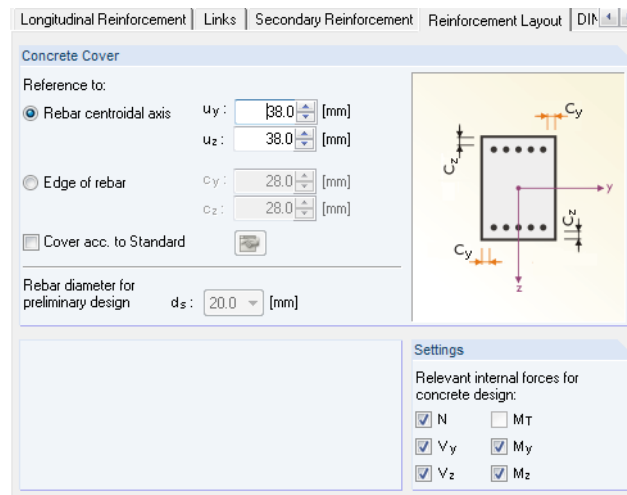 Longitudinal Reinforcement Links Secondary Reinforcement Reinforcement Layout DIN
Concrete Cover
Reference to:
Rebar centroidal axis uy : 38.0 [mm]
uz : 38.0 [mm]
Edge of rebar cy : 28.0 [mm]
cz : 28.0 [mm]
Cover acc. to Standard
Rebar diameter for
preliminary design ds : 20.0 [mm]
Cy
Cz
y
Cz
Cy
z
Settings
Relevant internal forces for
concrete design:
N MT
Vy My
Vz Mz